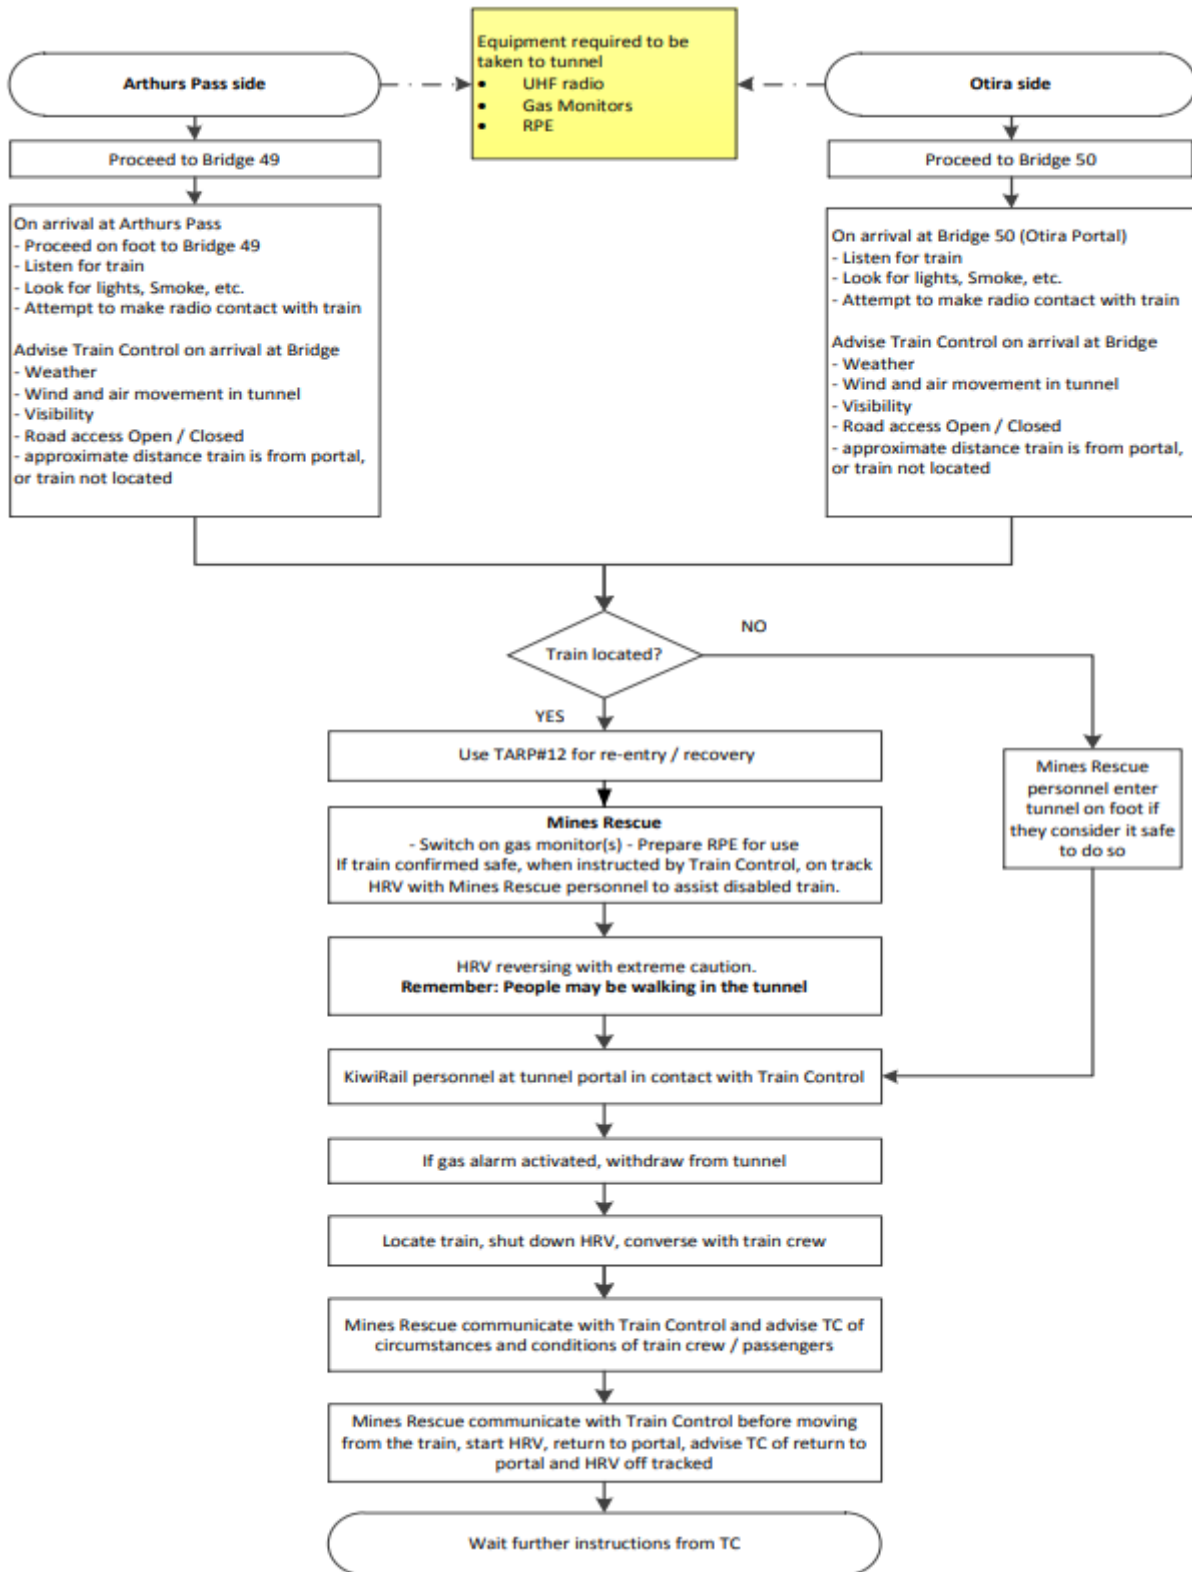 Equipment required to be
taken to tunnel
• UHF radio
• Gas Monitors
• RPE
Arthurs Pass side
Otira side
Proceed to Bridge 49
Proceed to Bridge 50
On arrival at Arthurs Pass
- Proceed on foot to Bridge 49
- Listen for train
- Look for lights, Smoke, etc.
- Attempt to make radio contact with train
Advise Train Control on arrival at Bridge
- Weather
- Wind and air movement in tunnel
- Visibility
- Road access Open / Closed
- approximate distance train is from portal,
or train not located
On arrival at Bridge 50 (Otira Portal)
- Listen for train
- Look for lights, Smoke, etc.
- Attempt to make radio contact with train
Advise Train Control on arrival at Bridge
- Weather
- Wind and air movement in tunnel
- Visibility
- Road access Open / Closed
- approximate distance train is from portal,
or train not located
Train located?
NO
YES
Use TARP#12 for re-entry / recovery
Mines Rescue
personnel enter
tunnel on foot if
they consider it safe
to do so
Mines Rescue
- Switch on gas monitor(s) - Prepare RPE for use
If train confirmed safe, when instructed by Train Control, on track
HRV with Mines Rescue personnel to assist disabled train.
HRV reversing with extreme caution.
Remember: People may be walking in the tunnel
KiwiRail personnel at tunnel portal in contact with Train Control
If gas alarm activated, withdraw from tunnel
Locate train, shut down HRV, converse with train crew
Mines Rescue communicate with Train Control and advise TC of
circumstances and conditions of train crew / passengers
Mines Rescue communicate with Train Control before moving
from the train, start HRV, return to portal, advise TC of return to
portal and HRV off tracked
Wait further instructions from TC